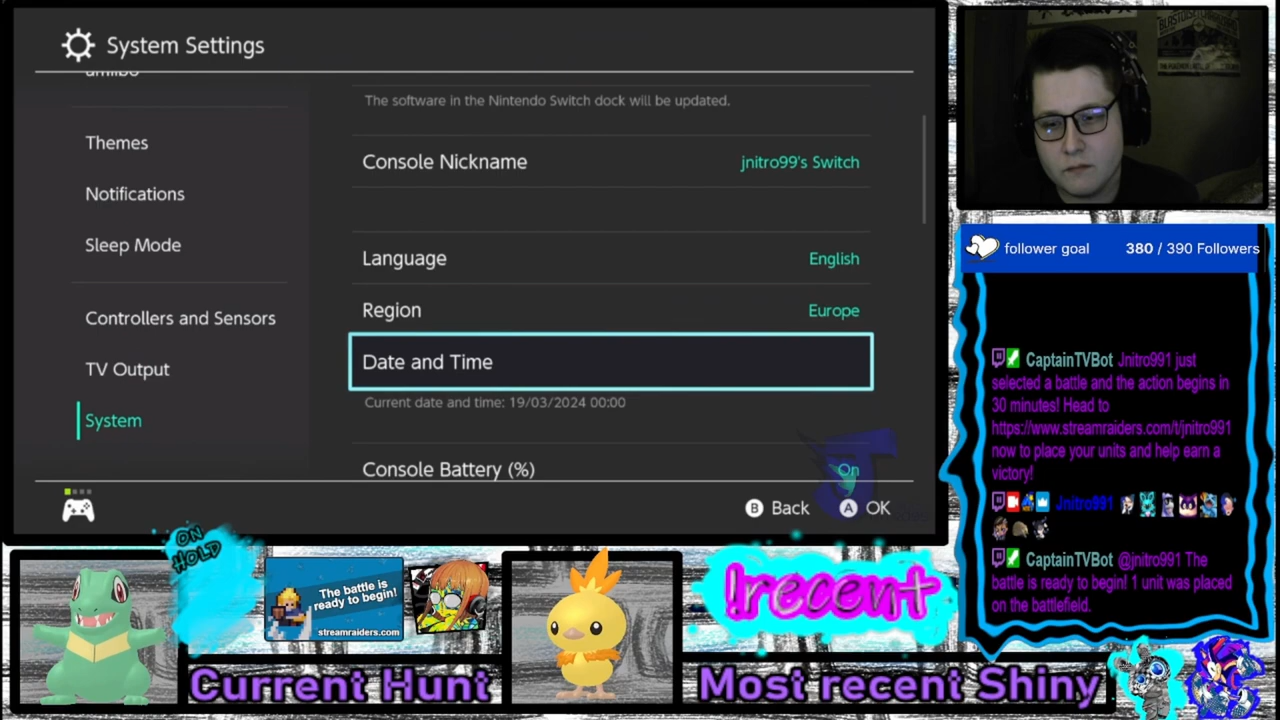 System Settings
amiibo
Themes
Notifications
Sleep Mode
Controllers and Sensors
TV Output
System
The software in the Nintendo Switch dock will be updated.
Console Nickname jnitro99's Switch
Language English
Region Europe
Date and Time
Current date and time: 19/03/2024 00:00
Console Battery (%) On
B Back A OK
follower goal 380 / 390 Followers
CaptainTVBot Jnitro991 just
selected a battle and the action begins in
30 minutes! Head to
https://www.streamraiders.com/t/jnitro991
now to place your units and help earn a
victory!
Jnitro991
CaptainTVBot @jnitro991 The
battle is ready to begin! 1 unit was placed
on the battlefield.
ON
HOLD
The battle is
ready to begin!
streamraiders.com
!recent
Current Hunt
Most recent Shiny